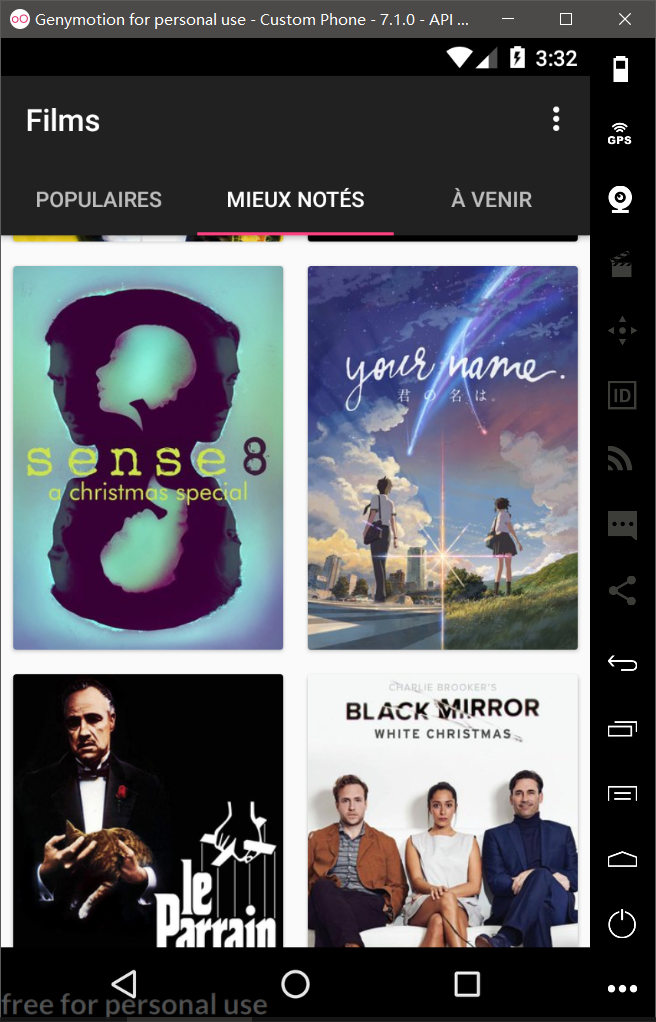 Genymotion for personal use - Custom Phone - 7.1.0 - API ...
3:32
Films
POPULAIRES MIEUX NOTÉS À VENIR
GPS
ID
sense8
a christmas special
your name.
君の名は。
le
Parrain
CHARLIE BROOKER'S
BLACK MIRROR
WHITE CHRISTMAS
free for personal use